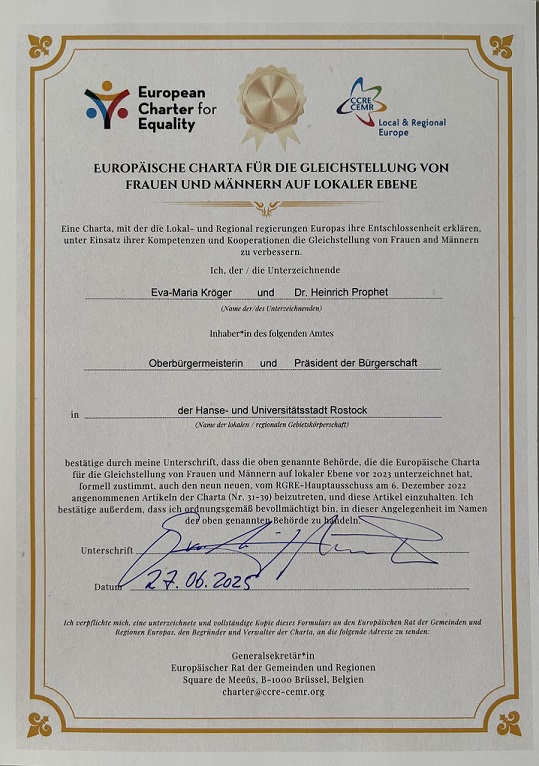 European
Charter for
Equality
CCRE
CEMR
Local & Regional
Europe
EUROPÄISCHE CHARTA FÜR DIE GLEICHSTELLUNG VON
FRAUEN UND MÄNNERN AUF LOKALER EBENE
Eine Charta, mit der die Lokal- und Regional regierungen Europas ihre Entschlossenheit erklären,
unter Einsatz ihrer Kompetenzen und Kooperationen die Gleichstellung von Frauen and Männern
zu verbessern.
Ich, der / die Unterzeichnende
Eva-Maria Kröger und Dr. Heinrich Prophet
(Name der/des Unterzeichnenden)
Inhaber*in des folgenden Amtes
Oberbürgermeisterin und Präsident der Bürgerschaft
in der Hanse- und Universitätsstadt Rostock
(Name der lokalen / regionalen Gebietskörperschaft)
bestätige durch meine Unterschrift, dass die oben genannte Behörde, die die Europäische Charta
für die Gleichstellung von Frauen und Männern auf lokaler Ebene vor 2023 unterzeichnet hat,
formell zustimmt, auch den neun neuen, vom RGRE-Hauptausschuss am 6. Dezember 2022
angenommenen Artikeln der Charta (Nr. 31-39) beizutreten, und diese Artikel einzuhalten. Ich
bestätige außerdem, dass ich ordnungsgemäß bevollmächtigt bin, in dieser Angelegenheit im Namen
der oben genannten Behörde zu handeln.
Unterschrift
Datum 27.06.2025
Ich verpflichte mich, eine unterzeichnete und vollständige Kopie dieses Formulars an den Europäischen Rat der Gemeinden und
Regionen Europas, den Begründer und Verwalter der Charta, an die folgende Adresse zu senden:
Generalsekretär*in
Europäischer Rat der Gemeinden und Regionen
Square de Meeûs, B-1000 Brüssel, Belgien
charter@ccre-cemr.org